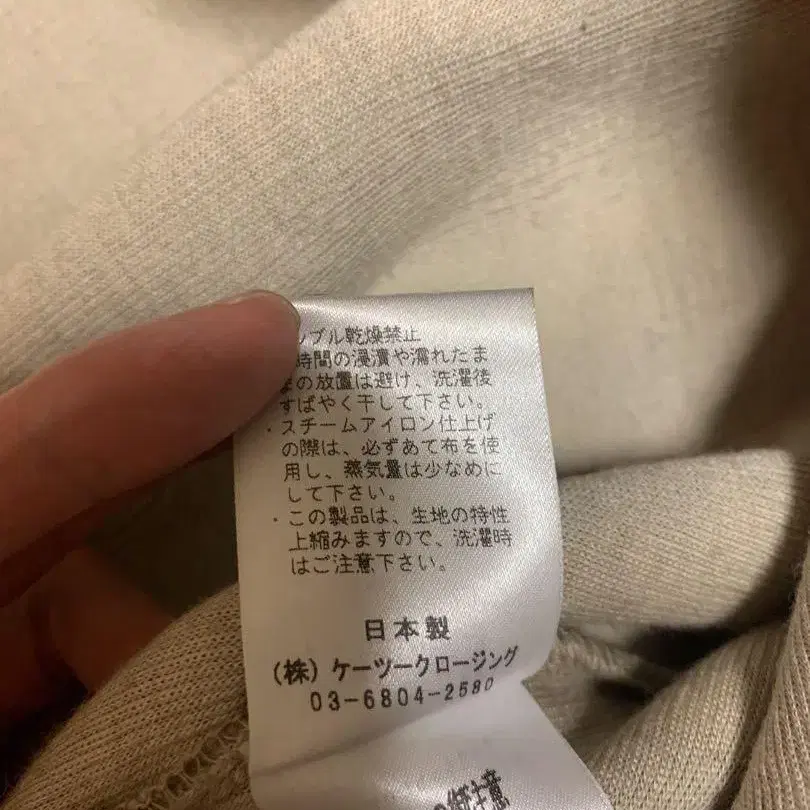 ンブル乾燥禁止
時間の浸漬や濡れたま
まの放置は避け、洗濯後
すばやく干して下さい。
・スチームアイロン仕上げ
の際は、必ずあて布を使
用し、蒸気量は少なめに
して下さい。
・この製品は、生地の特性
上縮みますので、洗濯時
はご注意下さい。
日本製
(株)ケーツークロージング
03-6804-2580
注意